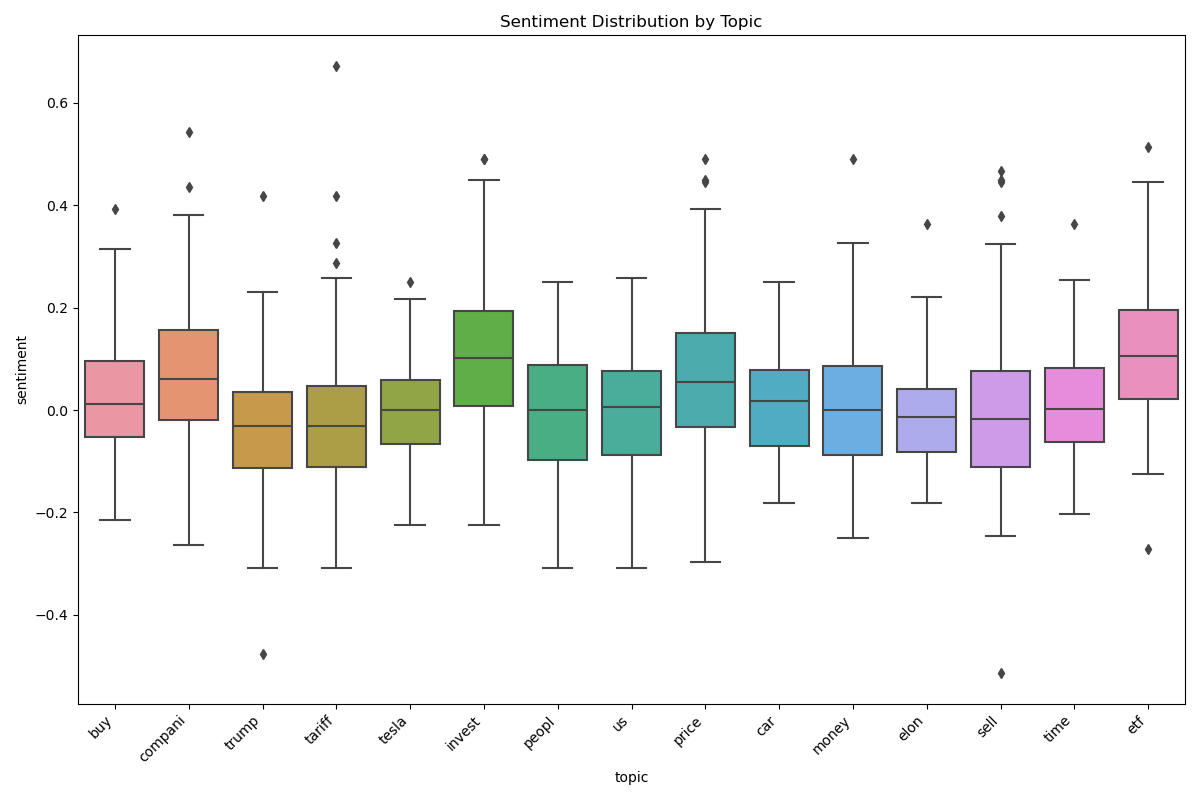 Sentiment Distribution by Topic
sentiment
0.6
0.4
0.2
0.0
−0.2
−0.4
buy
compani
trump
tariff
tesla
invest
peopl
us
price
car
money
elon
sell
time
etf
topic